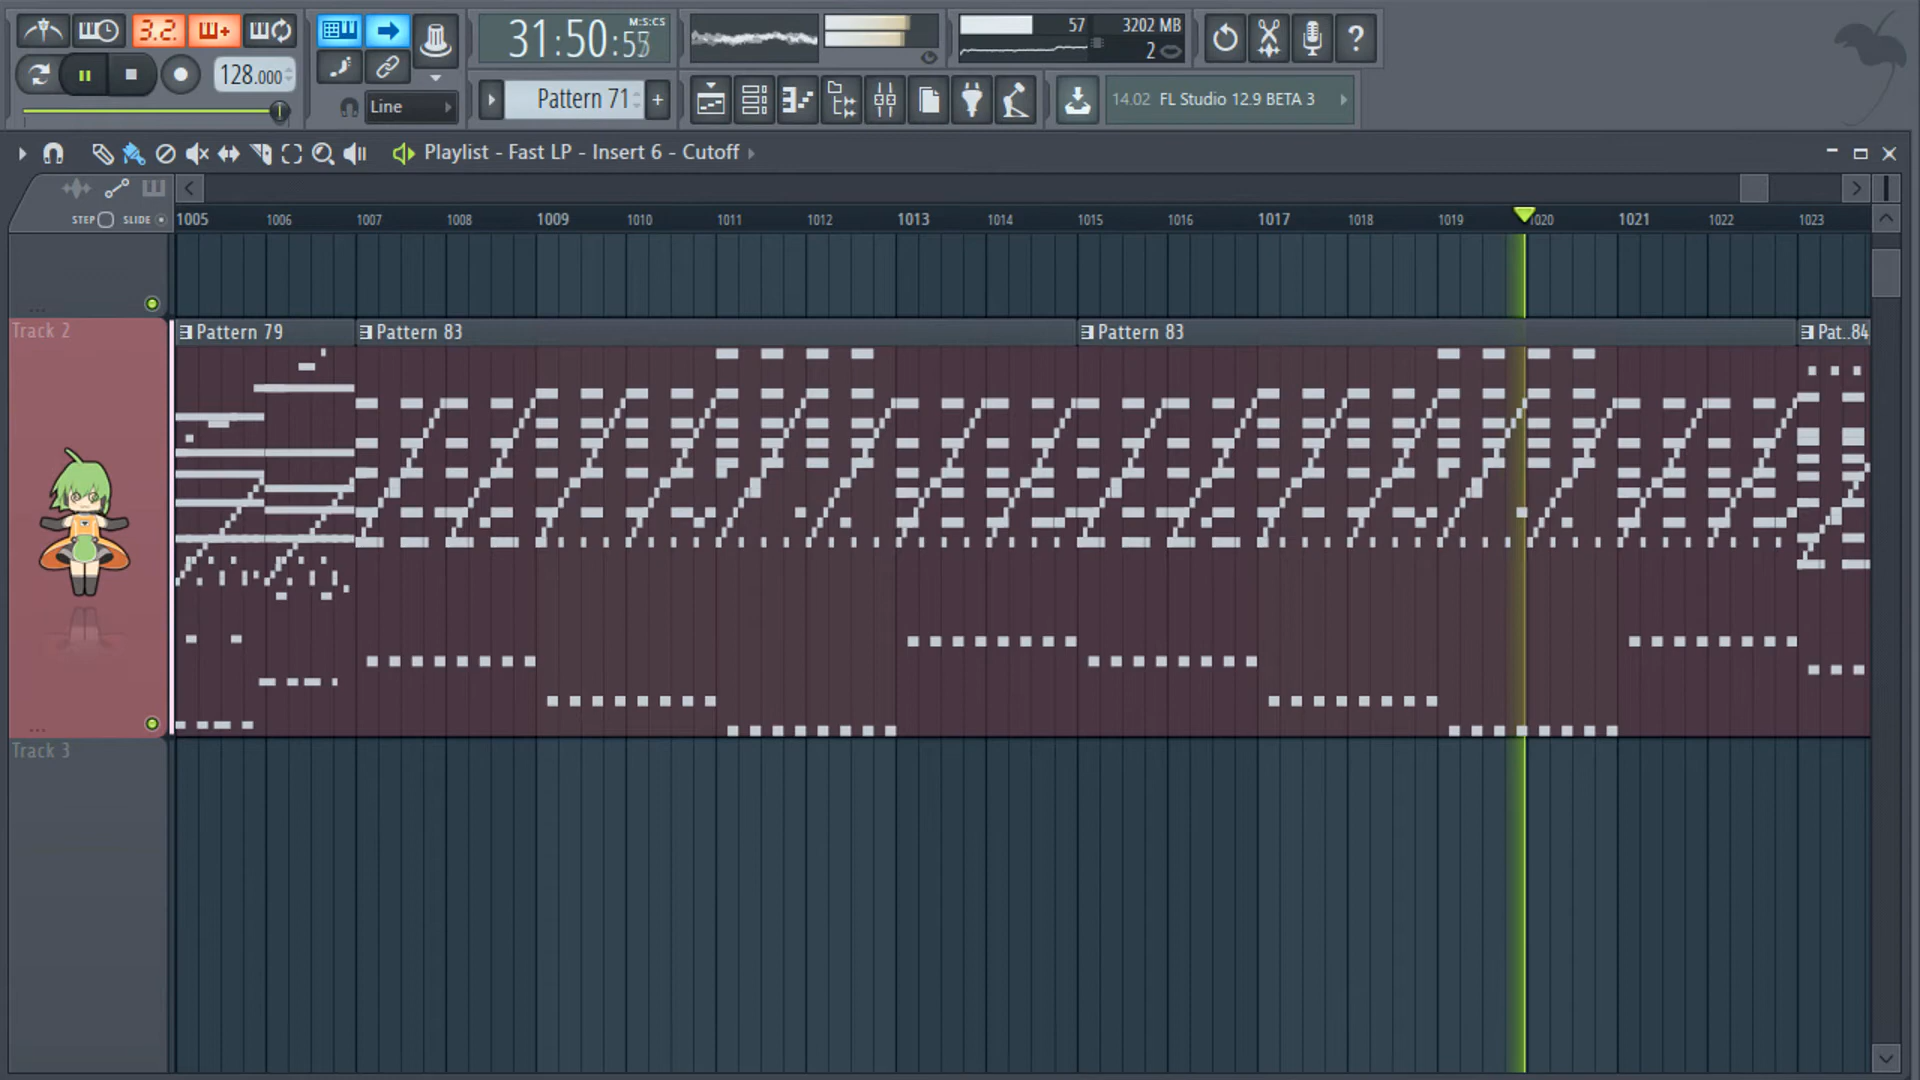 3.2.
128.000
Line
31:50:55
M:S:CS
Pattern 71
57
3202 MB
2
14.02 FL Studio 12.9 BETA 3
Playlist - Fast LP - Insert 6 - Cutoff
STEP SLIDE
1005 1006 1007 1008 1009 1010 1011 1012 1013 1014 1015 1016 1017 1018 1019 1020 1021 1022 1023
Track 2
Pattern 79
Pattern 83
Pattern 83
Pat..84
Track 3